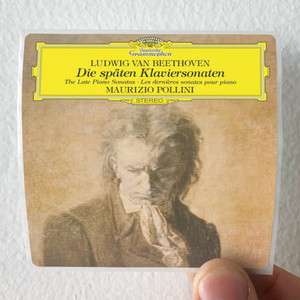 Deutsche
Grammophon
LUDWIG VAN BEETHOVEN
Die späten Klaviersonaten
The Late Piano Sonatas · Les dernières sonates pour piano
MAURIZIO POLLINI
STEREO